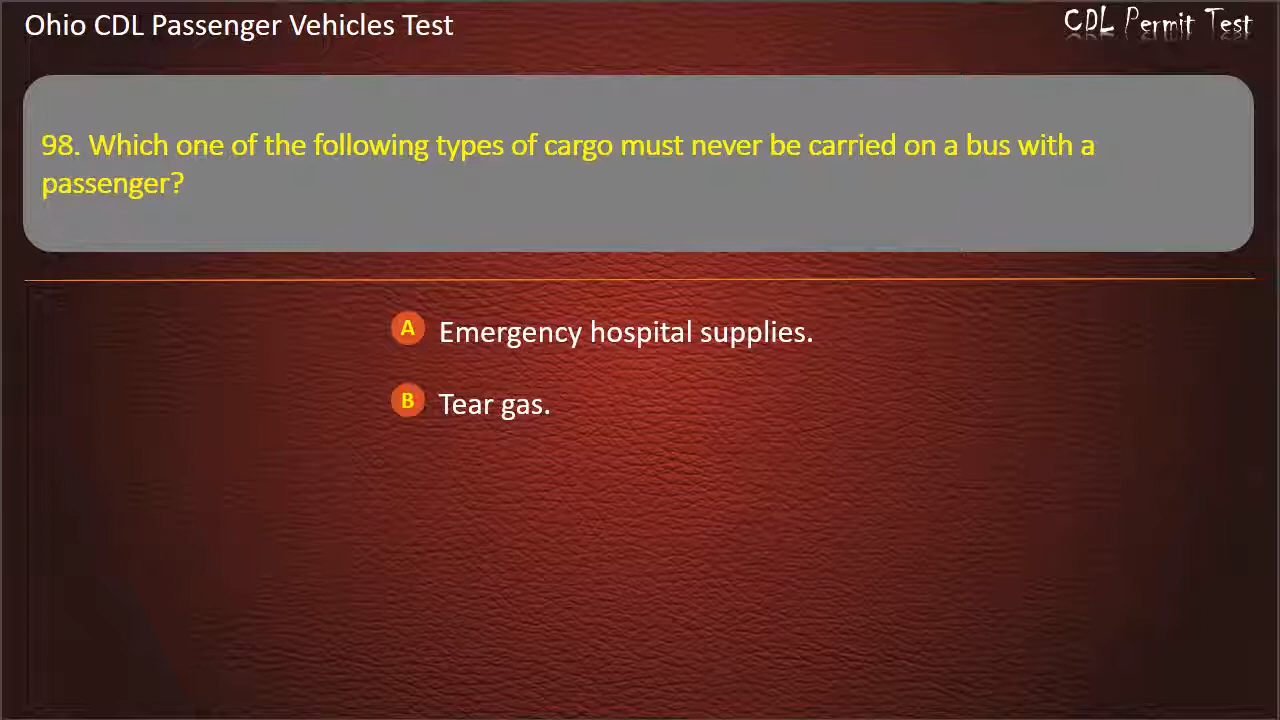 Ohio CDL Passenger Vehicles Test
CDL Permit Test
98. Which one of the following types of cargo must never be carried on a bus with a
passenger?
A Emergency hospital supplies.
B Tear gas.